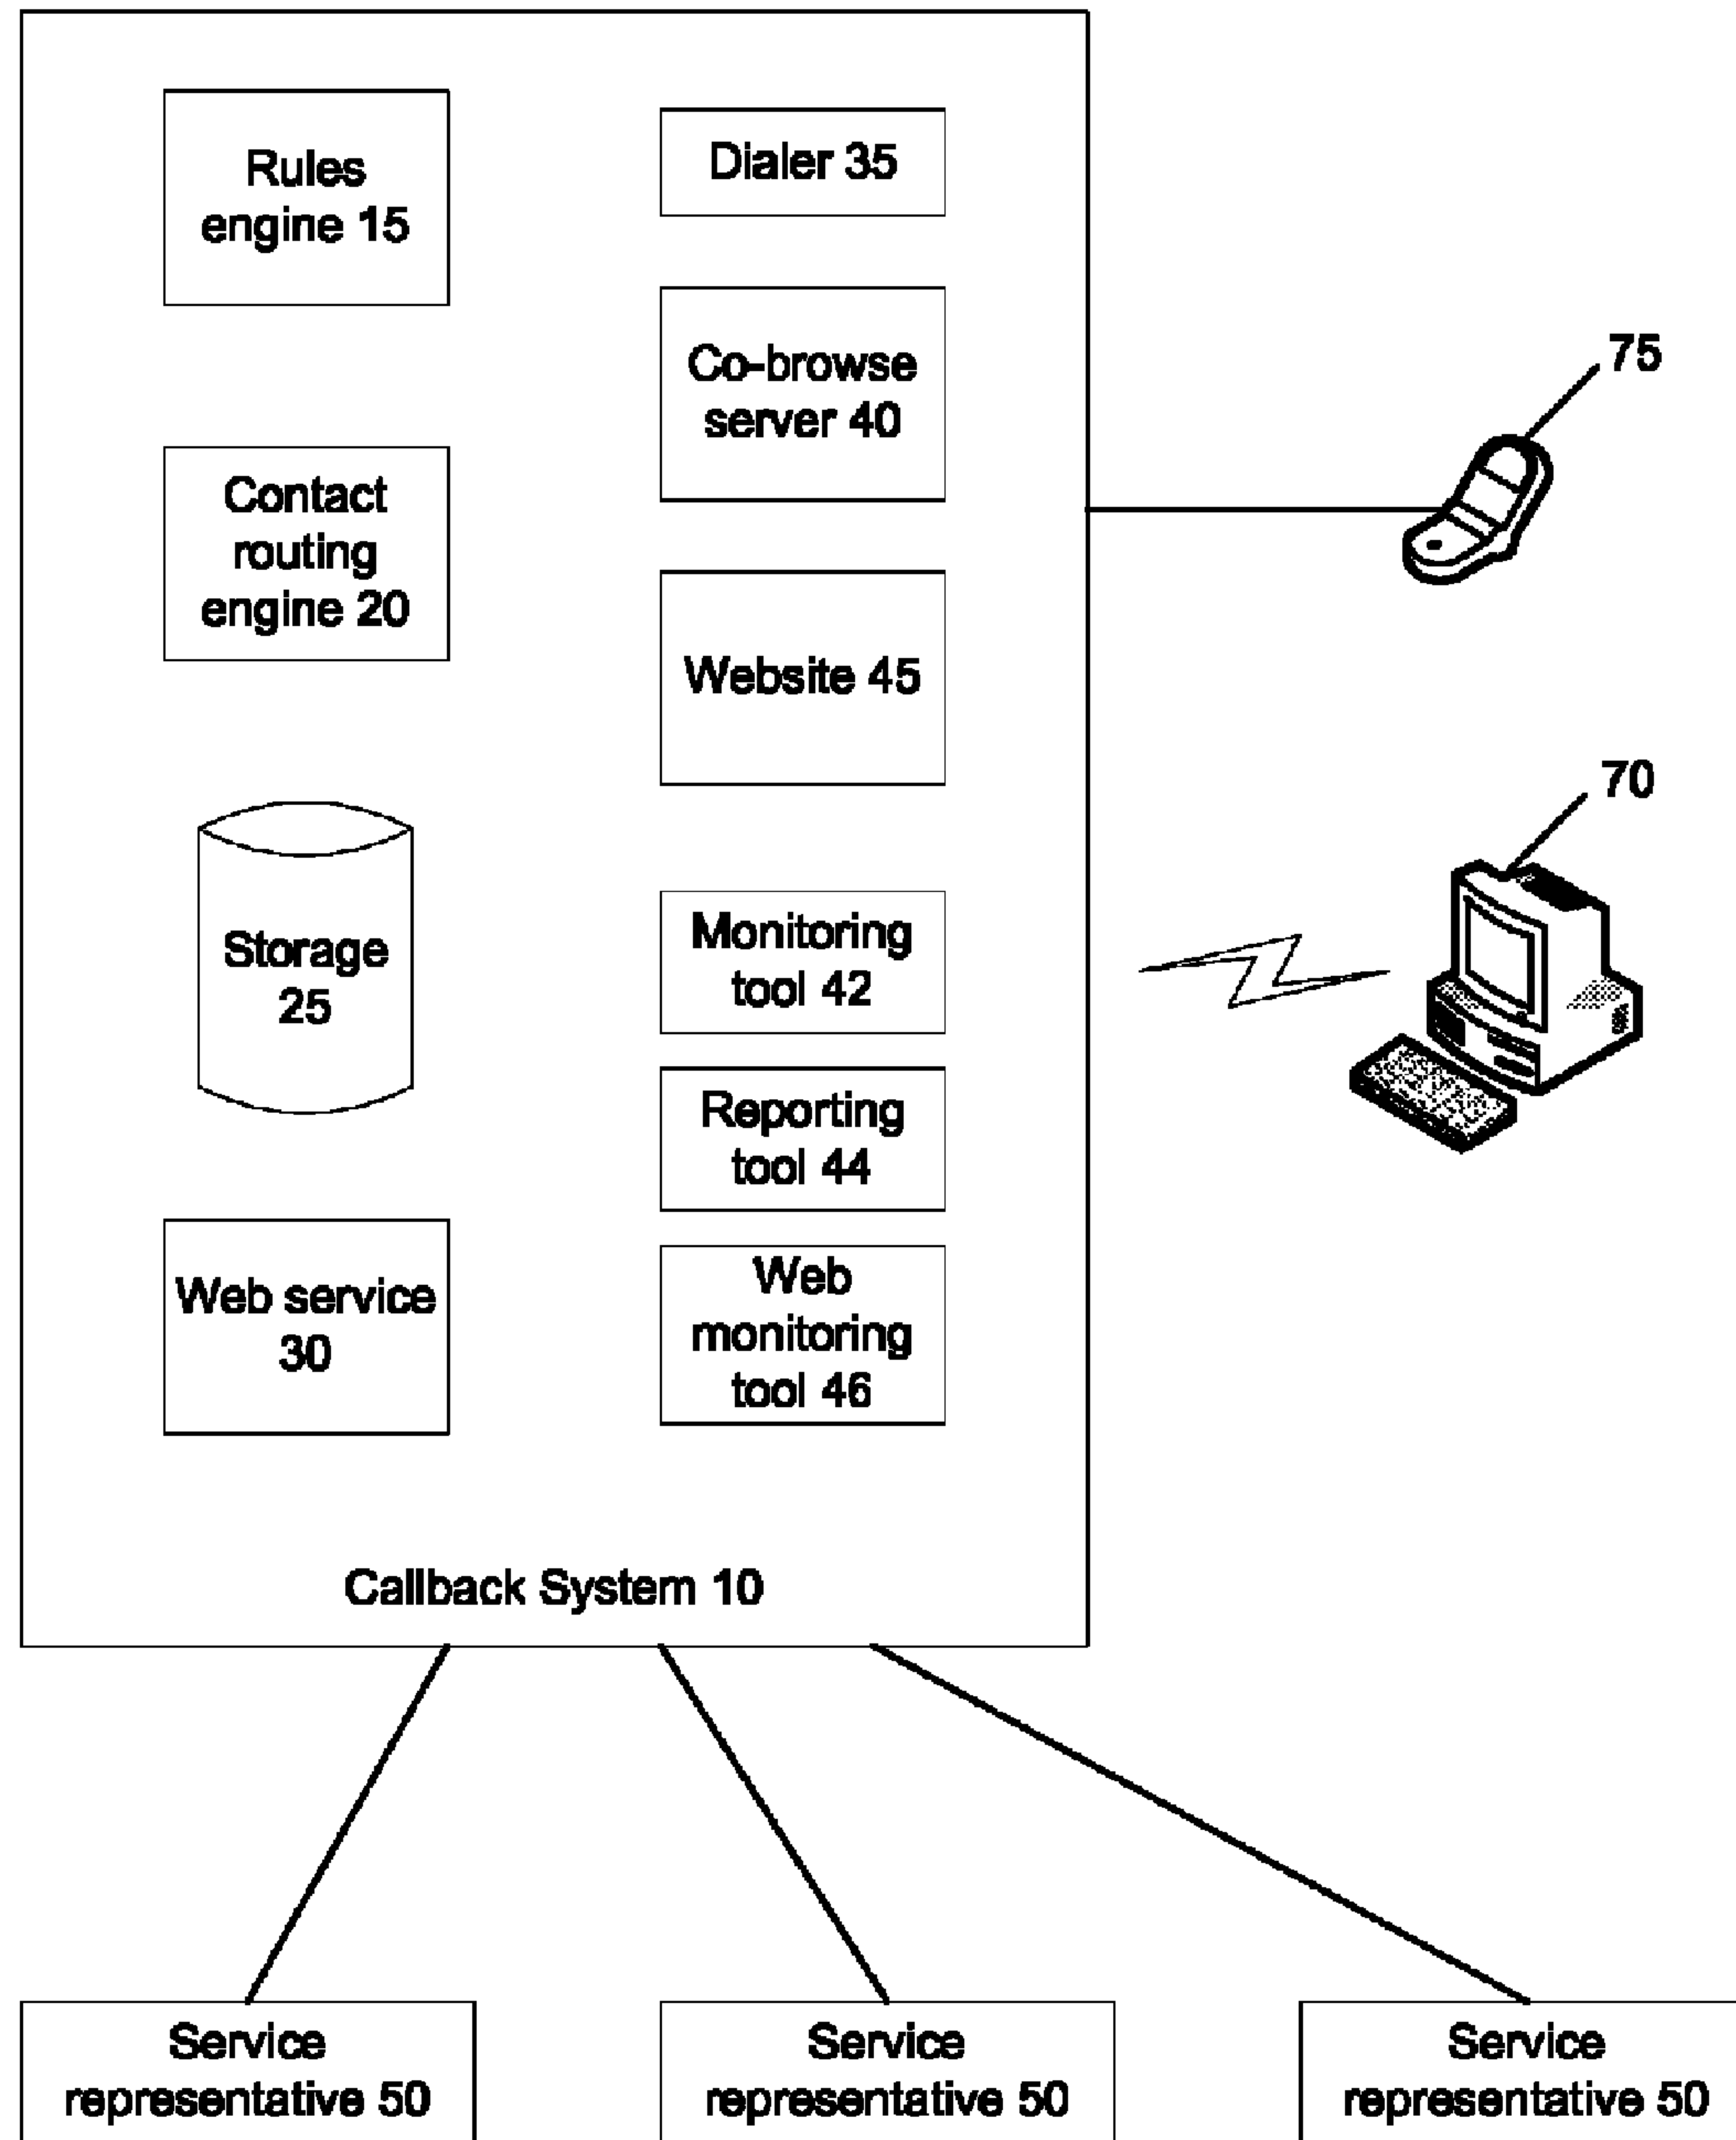 Rules
engine 15
Dialer 35
Co-browse
server 40
75
Contact
routing
engine 20
Website 45
70
Storage
25
Monitoring
tool 42
Reporting
tool 44
Web service
30
Web
monitoring
tool 46
Callback System 10
Service
representative 50
Service
representative 50
Service
representative 50